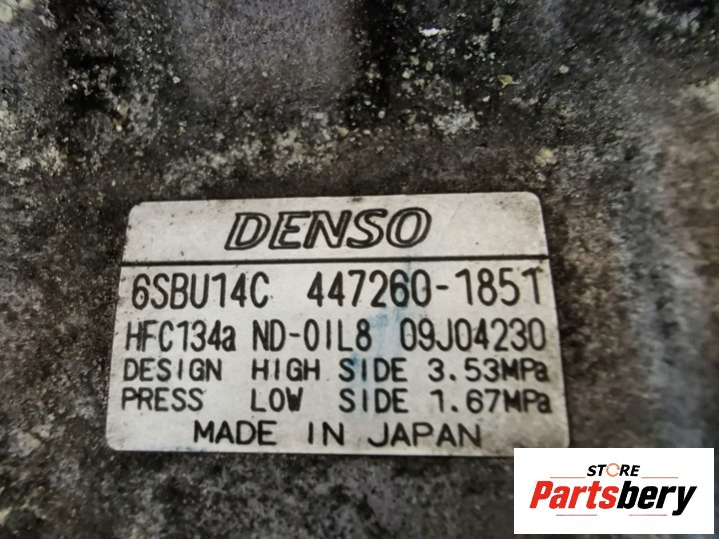 DENSO
6SBU14C 447260-1851
HFC134a ND-OIL8 09J04230
DESIGN HIGH SIDE 3.53MPa
PRESS LOW SIDE 1.67MPa
MADE IN JAPAN
STORE
Partsbery